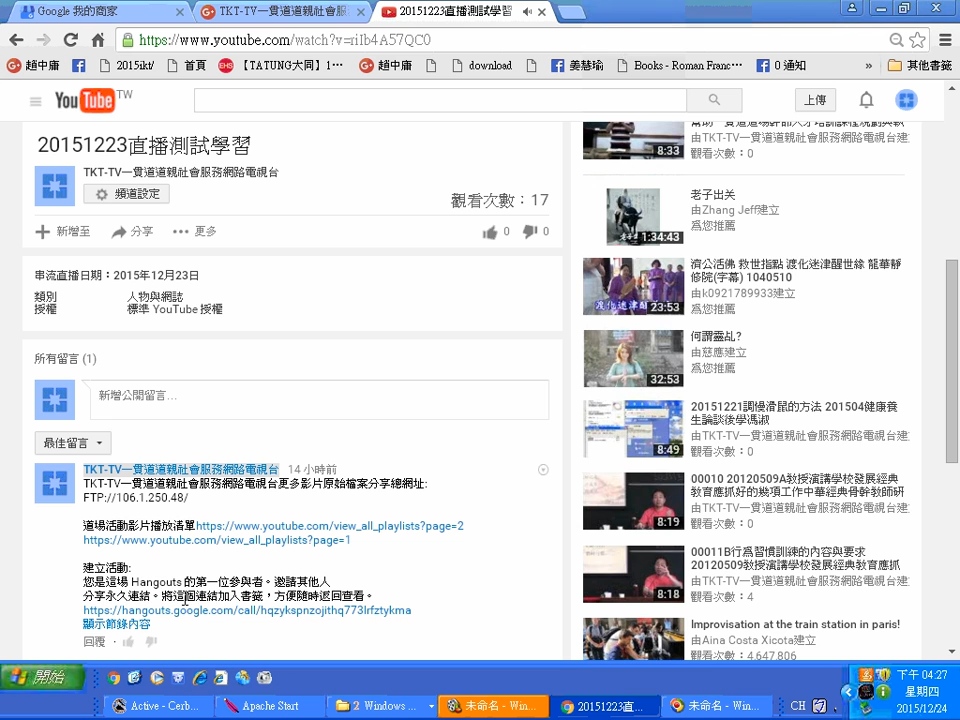 Google 我的商家
TKT-TV一貫道道親社會服
20151223直播測試學習
https://www.youtube.com/watch?v=riIb4A57QC0
趙中庸
2015ikt/
首頁
【TATUNG大同】1…
趙中庸
download
姜慈瑜
Books - Roman Franc…
0 通知
»
其他書籤
YouTube TW
上傳
20151223直播測試學習
TKT-TV一貫道道親社會服務網路電視台
頻道設定
觀看次數：17
新增至
分享
更多
0
0
串流直播日期：2015年12月23日
類別 人物與網誌
授權 標準 YouTube 授權
所有留言 (1)
新增公開留言...
最佳留言
TKT-TV一貫道道親社會服務網路電視台 14 小時前
TKT-TV一貫道道親社會服務網路電視台更多影片原始檔案分享總網址:
FTP://106.1.250.48/
道場活動影片播放清單https://www.youtube.com/view_all_playlists?page=2
https://www.youtube.com/view_all_playlists?page=1
建立活動:
您是這場 Hangouts 的第一位參與者。邀請其他人
分享永久連結。將這個連結加入書籤，方便隨時返回查看。
https://hangouts.google.com/call/hqzykspnzojithq773lrfztykma
顯示節錄內容
回覆
8:33
由TKT-TV一貫道道親社會服務網路電視台建
觀看次數：0
老子出关
由Zhang Jeff建立
為您推薦
1:34:43
濟公活佛 救世指點 渡化迷津醒世緣 龍華靜
修院(字幕) 1040510
由k0921789933建立
為您推薦
渡化迷津醒
23:53
何謂靈乩?
由慈應建立
為您推薦
32:53
20151221調慢滑鼠的方法 201504健康養
生論談後學馮淑
由TKT-TV一貫道道親社會服務網路電視台建
觀看次數：0
8:49
00010 20120509A教授演講學校發展經典
教育應抓好的幾項工作中華經典骨幹教師研
由TKT-TV一貫道道親社會服務網路電視台建
觀看次數：0
8:19
00011B行為習慣訓練的內容與要求
20120509教授演講學校發展經典教育應抓
由TKT-TV一貫道道親社會服務網路電視台建
觀看次數：4
8:18
Improvisation at the train station in paris!
由Aina Costa Xicota建立
觀看次數：4,647,806
開始
Active - Cerb...
Apache Start
2 Windows ...
未命名 - Win...
20151223直...
未命名 - Win...
CH
下午 04:27
星期四
2015/12/24